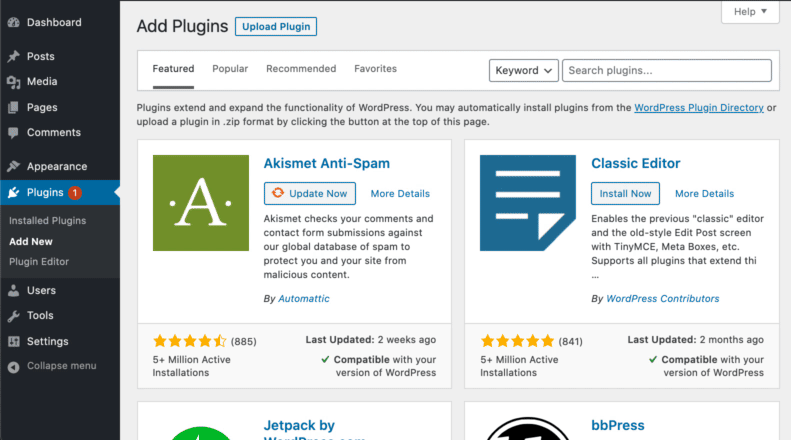 Dashboard
Posts
Media
Pages
Comments
Appearance
Plugins 1
Installed Plugins
Add New
Plugin Editor
Users
Tools
Settings
Collapse menu
Help
Add Plugins Upload Plugin
Featured Popular Recommended Favorites Keyword Search plugins...
Plugins extend and expand the functionality of WordPress. You may automatically install plugins from the WordPress Plugin Directory or
upload a plugin in .zip format by clicking the button at the top of this page.
A
Akismet Anti-Spam
Update Now More Details
Akismet checks your comments and
contact form submissions against
our global database of spam to
protect you and your site from
malicious content.
By Automattic
(885)
5+ Million Active
Installations
Last Updated: 2 weeks ago
Compatible with your
version of WordPress
Classic Editor
Install Now More Details
Enables the previous "classic" editor
and the old-style Edit Post screen
with TinyMCE, Meta Boxes, etc.
Supports all plugins that extend thi
...
By WordPress Contributors
(841)
5+ Million Active
Installations
Last Updated: 2 months ago
Compatible with your
version of WordPress
Jetpack by
WordPress.com
bbPress